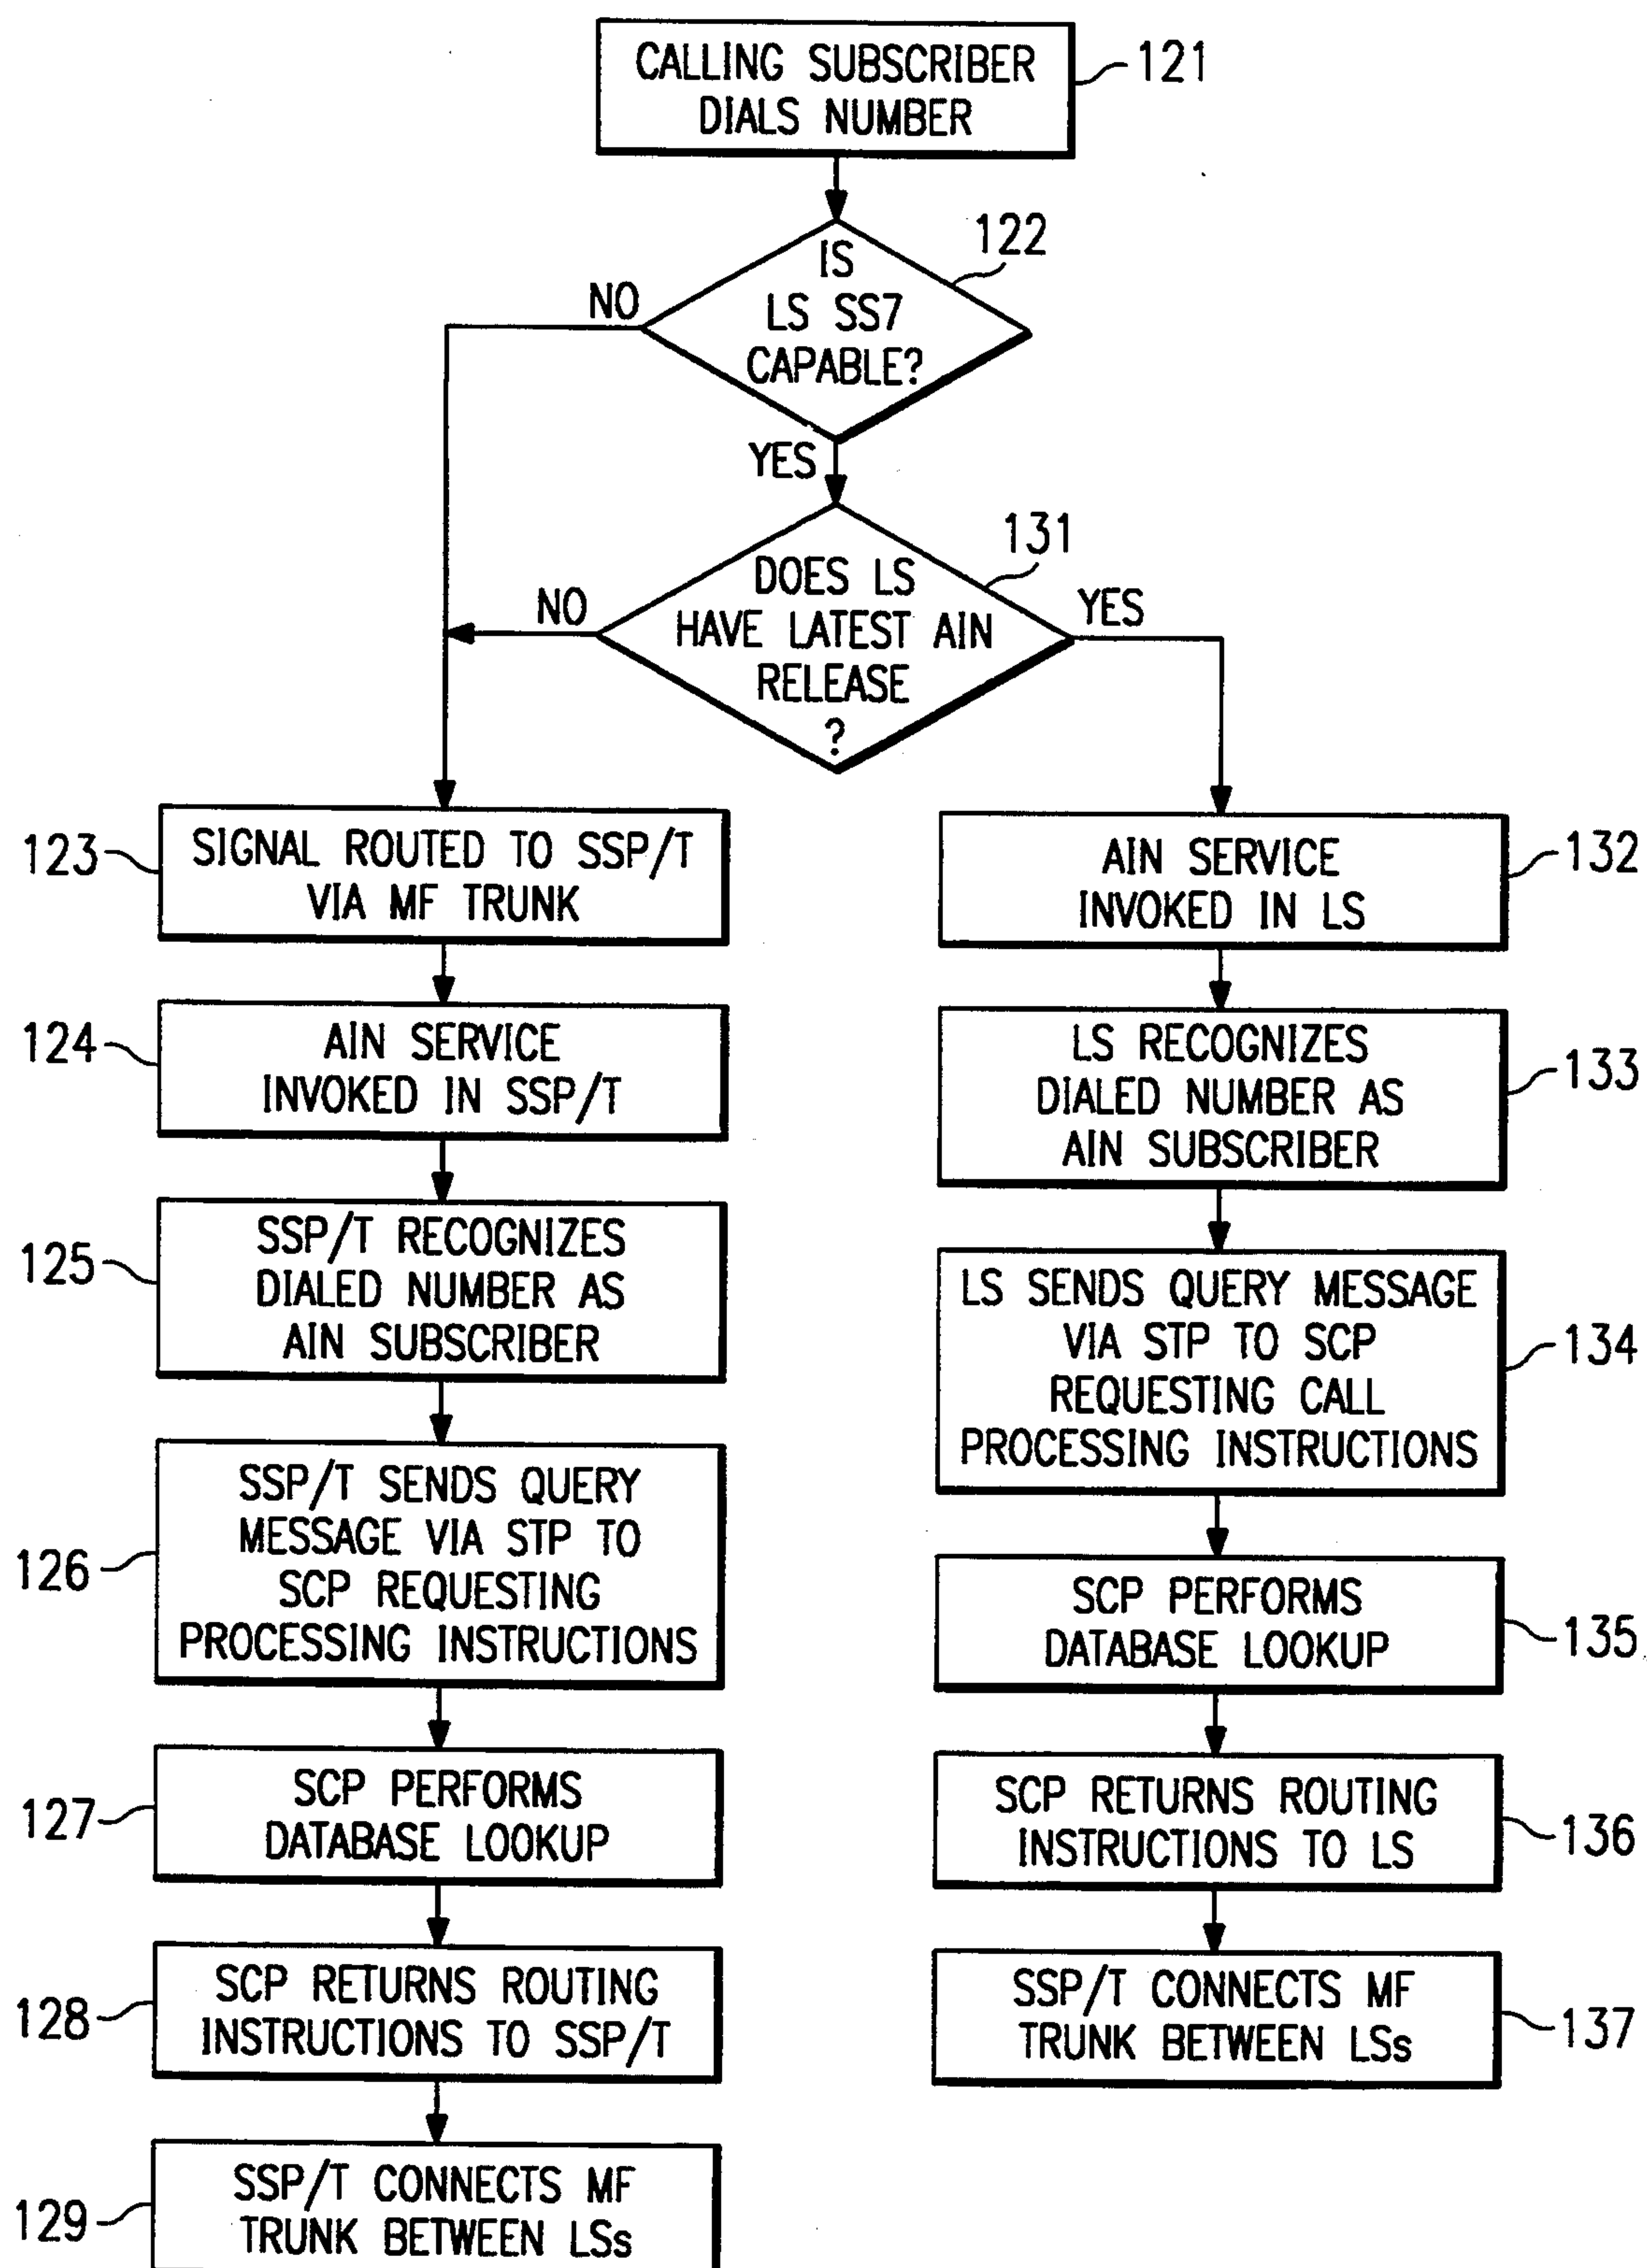 CALLING SUBSCRIBER
DIALS NUMBER
121
IS
LS SS7
CAPABLE?
122
NO
YES
DOES LS
HAVE LATEST AIN
RELEASE
?
131
NO
YES
SIGNAL ROUTED TO SSP/T
VIA MF TRUNK
123
AIN SERVICE
INVOKED IN SSP/T
124
SSP/T RECOGNIZES
DIALED NUMBER AS
AIN SUBSCRIBER
125
SSP/T SENDS QUERY
MESSAGE VIA STP TO
SCP REQUESTING
PROCESSING INSTRUCTIONS
126
SCP PERFORMS
DATABASE LOOKUP
127
SCP RETURNS ROUTING
INSTRUCTIONS TO SSP/T
128
SSP/T CONNECTS MF
TRUNK BETWEEN LSs
129
AIN SERVICE
INVOKED IN LS
132
LS RECOGNIZES
DIALED NUMBER AS
AIN SUBSCRIBER
133
LS SENDS QUERY MESSAGE
VIA STP TO SCP
REQUESTING CALL
PROCESSING INSTRUCTIONS
134
SCP PERFORMS
DATABASE LOOKUP
135
SCP RETURNS ROUTING
INSTRUCTIONS TO LS
136
SSP/T CONNECTS MF
TRUNK BETWEEN LSs
137